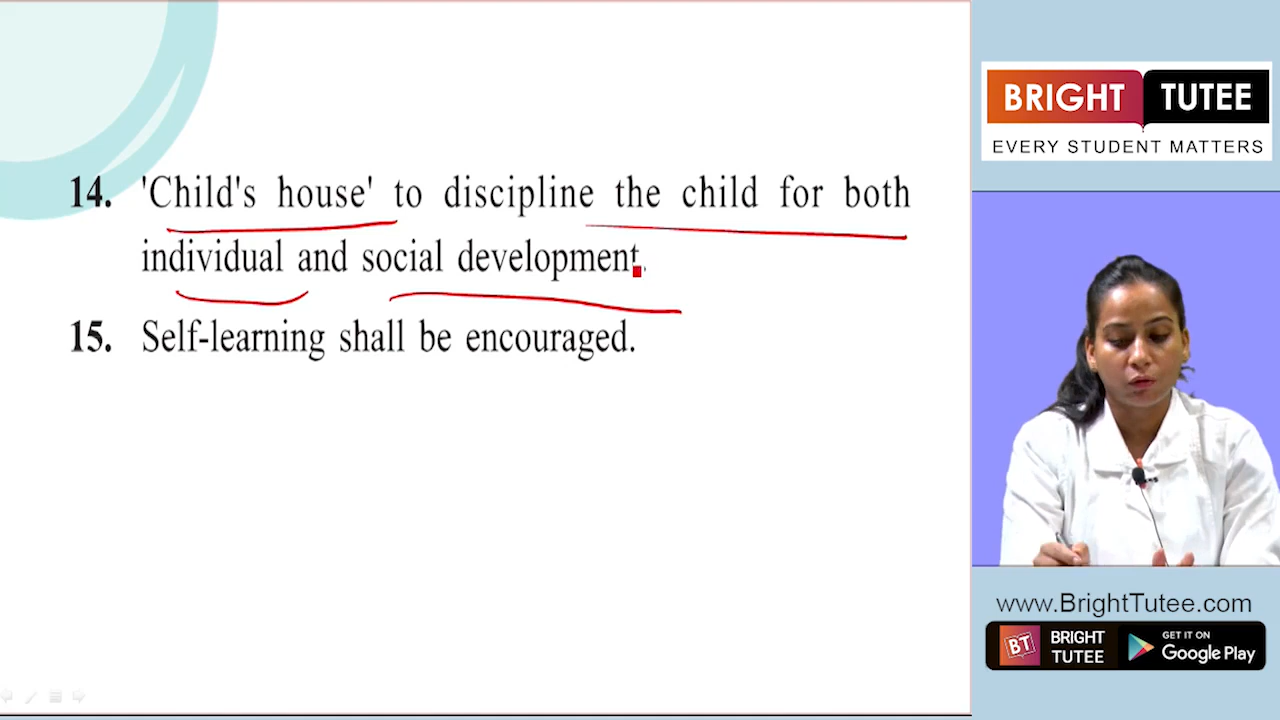 14. 'Child's house' to discipline the child for both
individual and social development.
15. Self-learning shall be encouraged.
BRIGHT TUTEE
EVERY STUDENT MATTERS
www.BrightTutee.com
BT
BRIGHT
TUTEE
GET IT ON
Google Play